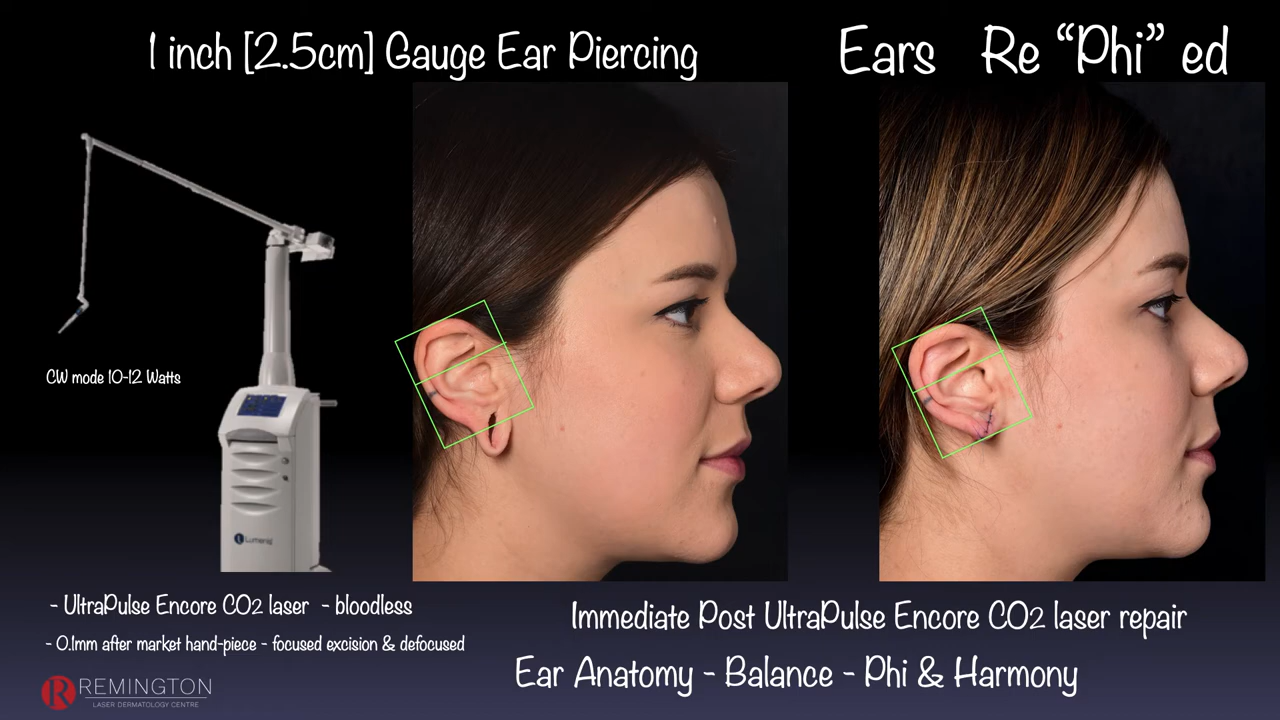 1 inch [2.5cm] Gauge Ear Piercing
Ears Re “Phi” ed
CW mode 10-12 Watts
Lumenis
- UltraPulse Encore CO2 laser - bloodless
- 0.1mm after market hand-piece - focused excision & defocused
Immediate Post UltraPulse Encore CO2 laser repair
Ear Anatomy - Balance - Phi & Harmony
R REMINGTON
LASER DERMATOLOGY CENTRE